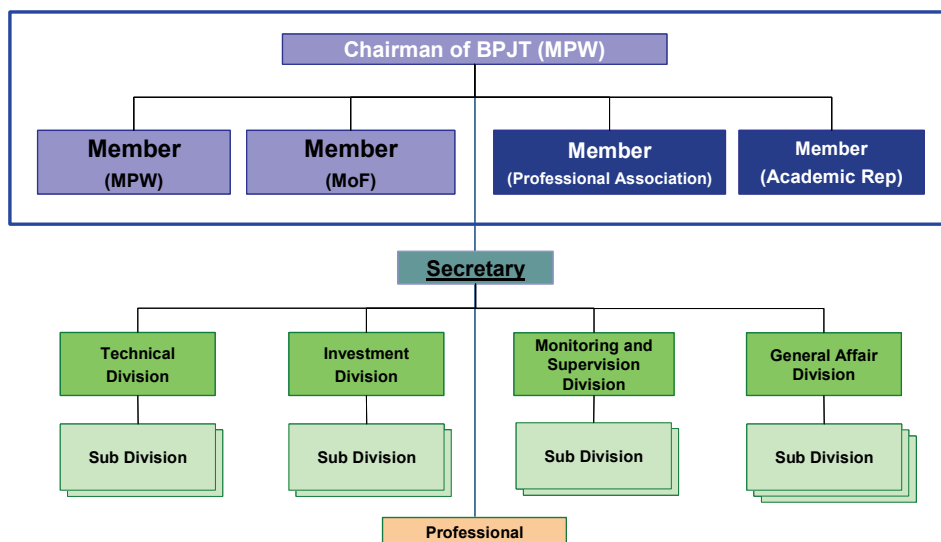 Chairman of BPJT (MPW)
Member
(MPW)
Member
(MoF)
Member
(Professional Association)
Member
(Academic Rep)
Secretary
Technical
Division
Investment
Division
Monitoring and
Supervision
Division
General Affair
Division
Sub Division
Sub Division
Sub Division
Sub Division
Professional